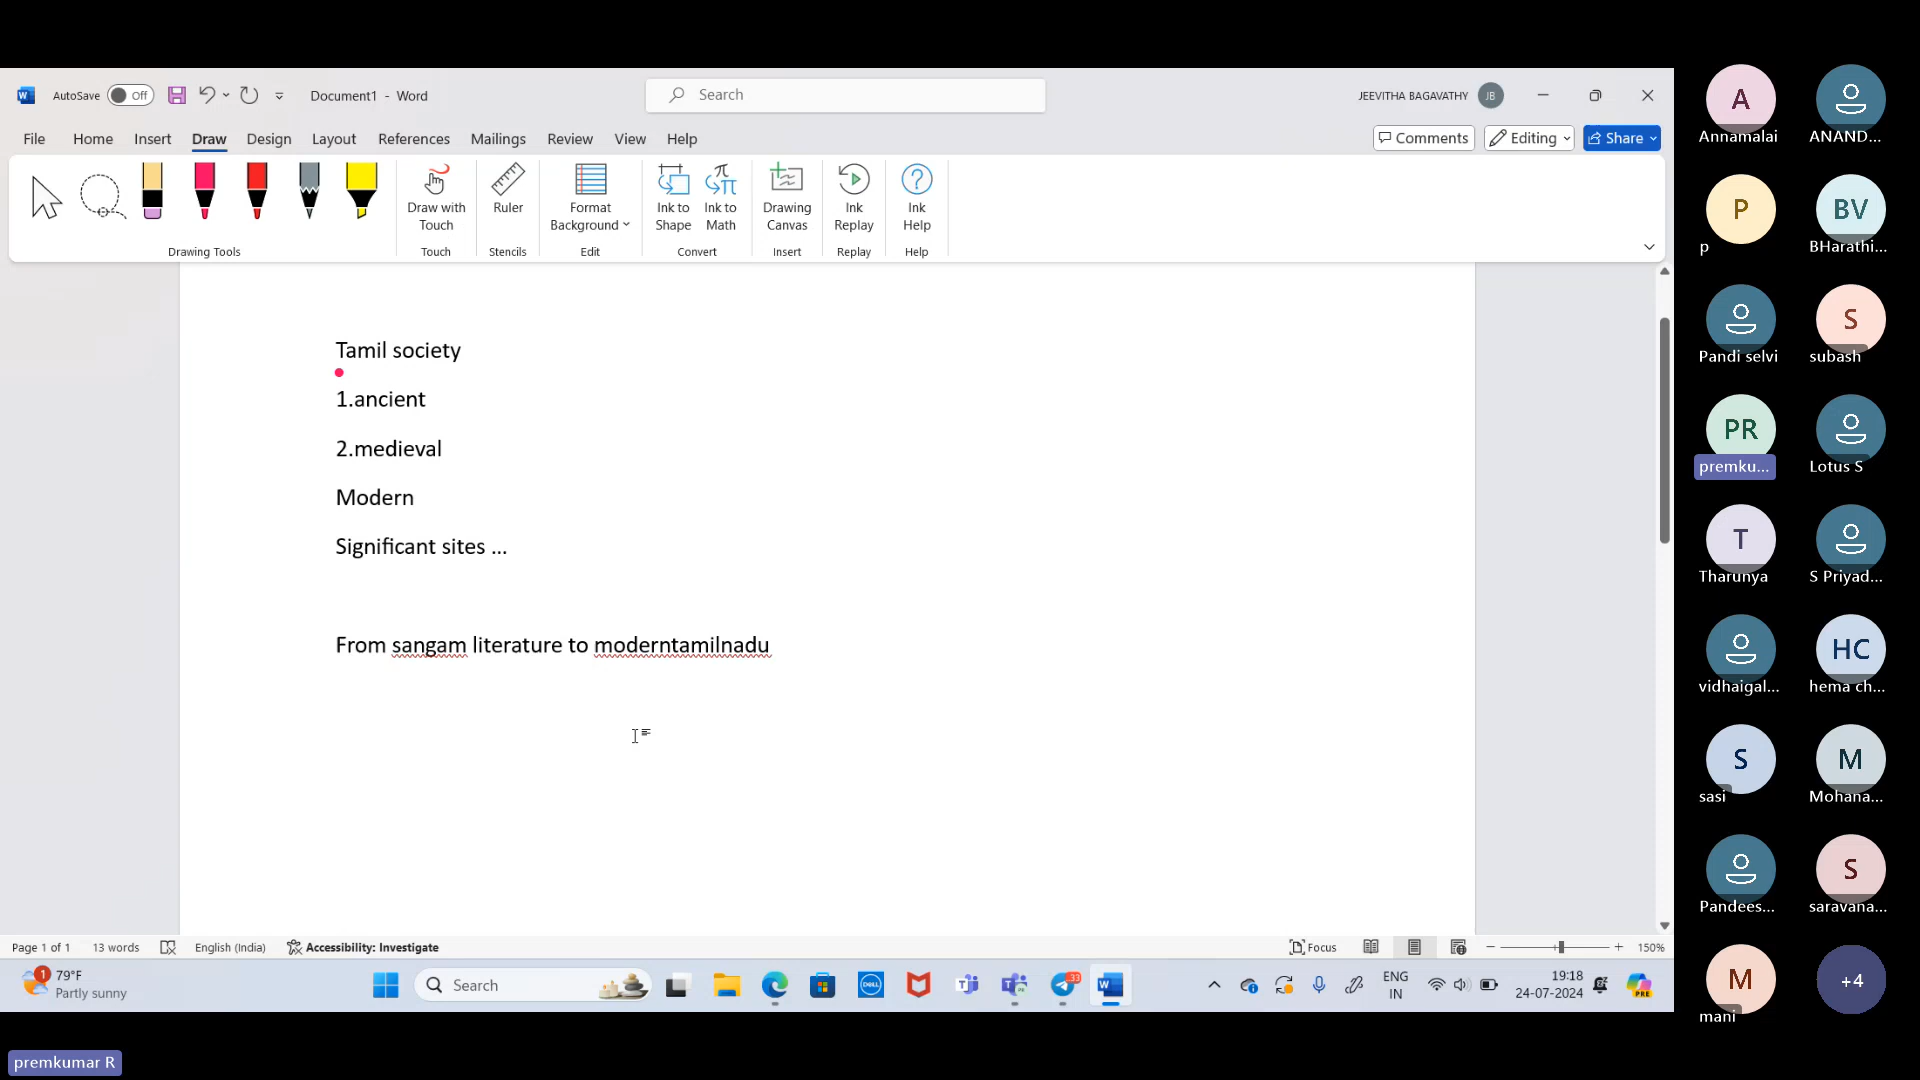 AutoSave Off Document1 - Word Search JEEVITHA BAGAVATHY JB
File Home Insert Draw Design Layout References Mailings Review View Help Comments Editing Share
Draw with Touch
Ruler
Format Background
Ink to Shape
Ink to Math
Drawing Canvas
Ink Replay
Ink Help
Drawing Tools Touch Stencils Edit Convert Insert Replay Help
Tamil society
1.ancient
2.medieval
Modern
Significant sites ...
From sangam literature to moderntamilnadu
Page 1 of 1 13 words English (India) Accessibility: Investigate Focus 150%
1 79°F
Partly sunny
Search
DELL
33
PRE
ENG
IN
19:18
24-07-2024
A
Annamalai
ANAND...
P
p
BV
BHarathi...
Pandi selvi
S
subash
PR
premku...
Lotus S
T
Tharunya
S Priyad...
vidhaigal...
HC
hema ch...
S
sasi
M
Mohana...
Pandees...
S
saravana...
M
mani
+4
premkumar R